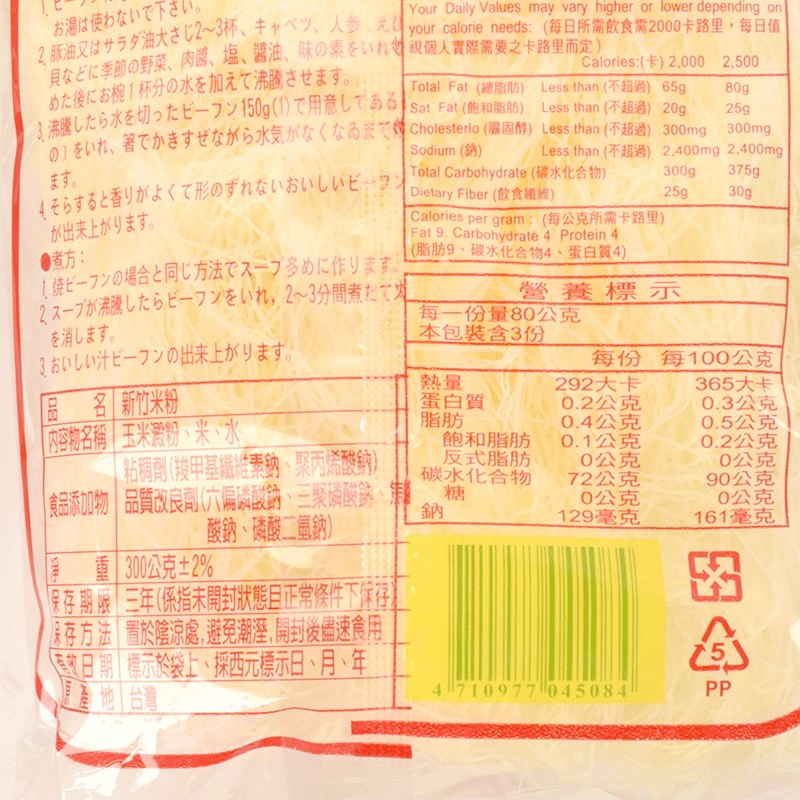 お湯は使わないで下さい。
2. 豚油又はサラダ油大さじ2~3杯、キャベツ、人参、えび
貝などに季節の野菜、肉醬、塩、醬油、味の素をいれ
めた後にお椀1杯分の水を加えて沸騰させます。
3. 沸騰したら水を切ったビーフン150g(1)で用意してある
の)をいれ、箸でかきすぜながら水気がなくなるまで
ます。
4. そらすると香りがよくて形のずれないおいしいビーフン
が出来上がります。
●煮方：
1. 焼ビーフンの場合と同じ方法でスープ多めに作ります。
2. スープが沸騰したらビーフンをいれ，2~3分間煮たて火
を消します。
3. おいしい汁ビーフンの出来上がります。
品名 新竹米粉
內容物名稱 玉米澱粉、米、水
食品添加物 粘稠劑(羧甲基纖維素鈉、聚丙烯酸鈉)
品質改良劑(六偏磷酸鈉、三聚磷酸鈉、焦
酸鈉、磷酸二氫鈉)
淨重 300公克±2%
保存期限 三年(係指未開封狀態且正常條件下保存)
保存方法 置於陰涼處,避免潮溼,開封後儘速食用
有效日期 標示於袋上、採西元標示日、月、年
原產地 台灣
Your Daily Values may vary higher or lower depending on
your calorie needs: (每日所需飲食需2000卡路里，每日值
視個人實際需要之卡路里而定)
Calories:(卡) 2,000 2,500
Total Fat (總脂肪) Less than (不超過) 65g 80g
Sat Fat (飽和脂肪) Less than (不超過) 20g 25g
Cholesterlo (膽固醇) Less than (不超過) 300mg 300mg
Sodium (鈉) Less than (不超過) 2,400mg 2,400mg
Total Carbohydrate (碳水化合物) 300g 375g
Dietary Fiber (飲食纖維) 25g 30g
Calories per gram : (每公克所需卡路里)
Fat 9. Carbohydrate 4 Protein 4
(脂肪9、碳水化合物4、蛋白質4)
營養標示
每一份量80公克
本包裝含3份
每份 每100公克
熱量 292大卡 365大卡
蛋白質 0.2公克 0.3公克
脂肪 0.4公克 0.5公克
飽和脂肪 0.1公克 0.2公克
反式脂肪 0公克 0公克
碳水化合物 72公克 90公克
糖 0公克 0公克
鈉 129毫克 161毫克
4 710977 045084
5
PP